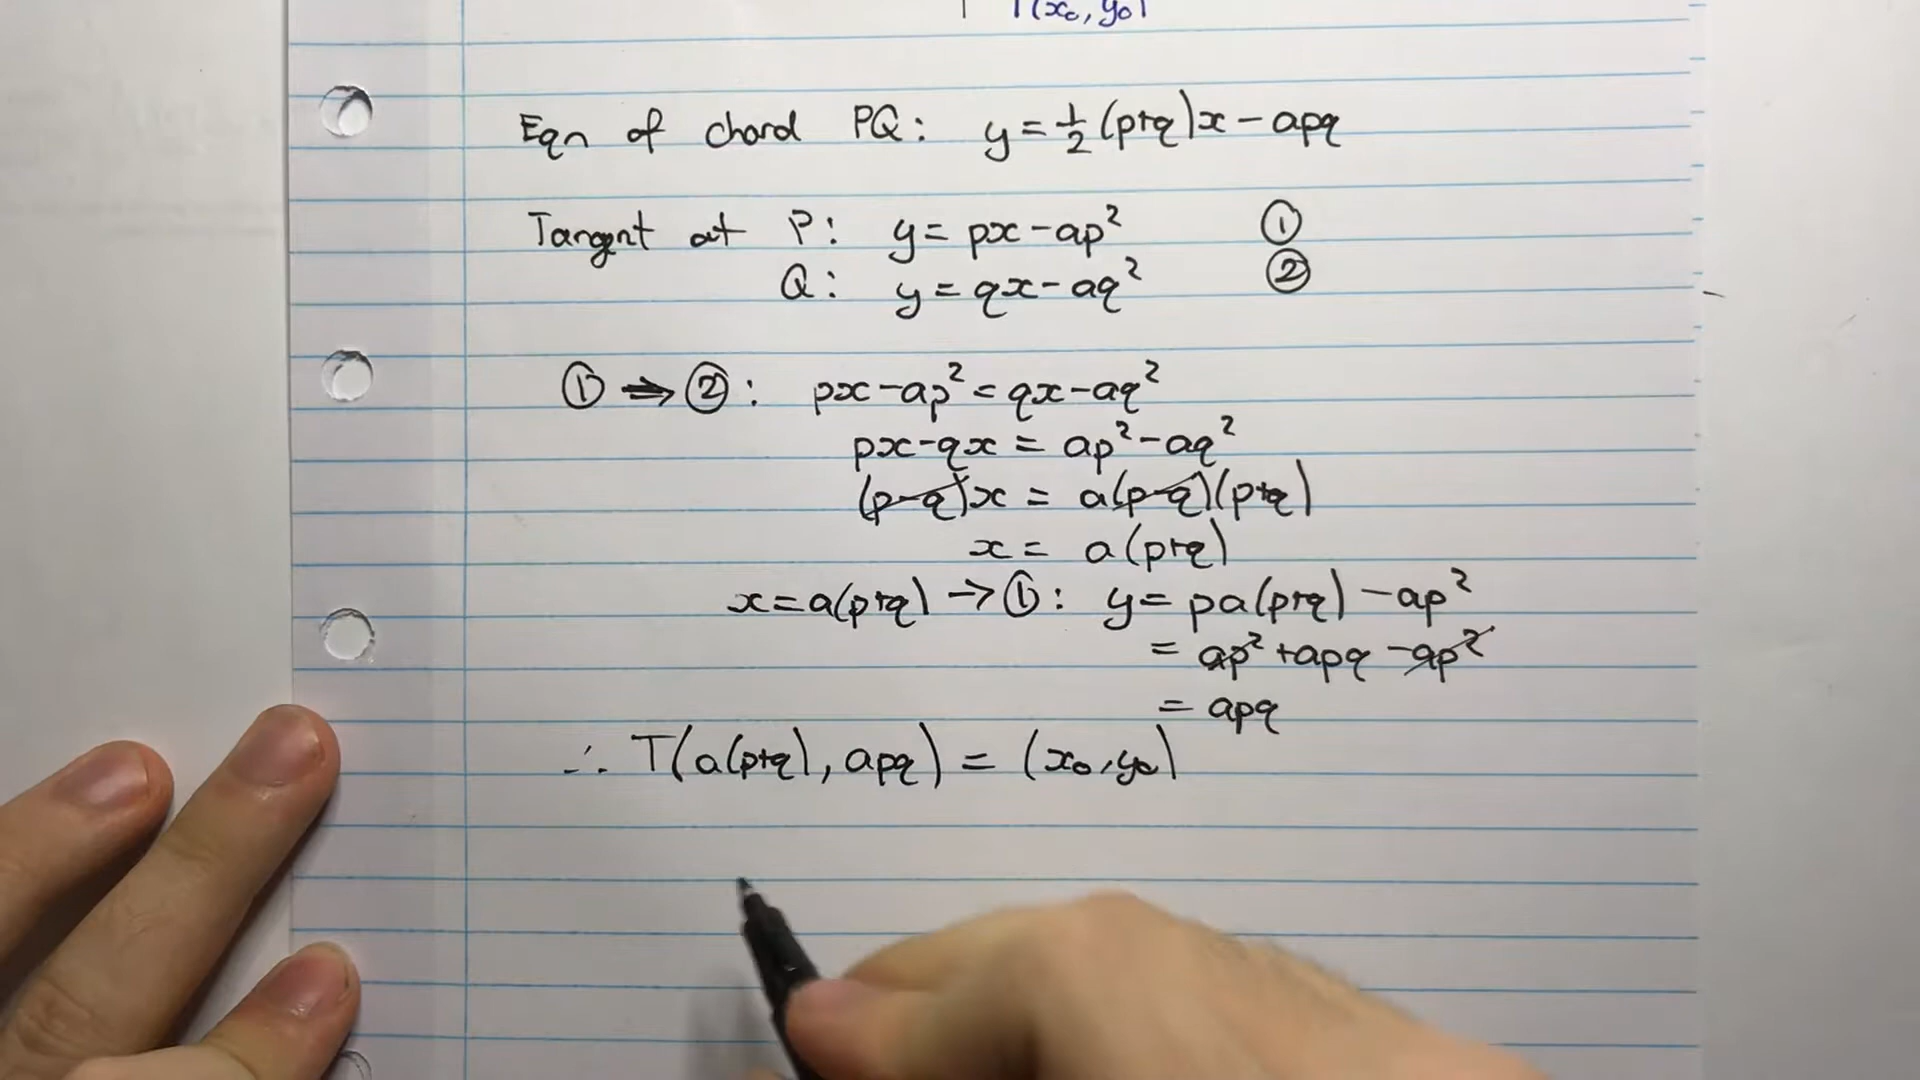 T(x₀, y₀)
Eqn of chord PQ: y = ½(p+q)x - apq
Tangent at P: y = px - ap² ①
Q: y = qx - aq² ②
① → ②: px - ap² = qx - aq²
px - qx = ap² - aq²
(p-q)x = a(p-q)(p+q)
x = a(p+q)
x = a(p+q) → ①: y = pa(p+q) - ap²
= ap² + apq - ap²
= apq
∴ T(a(p+q), apq) = (x₀, y₀)